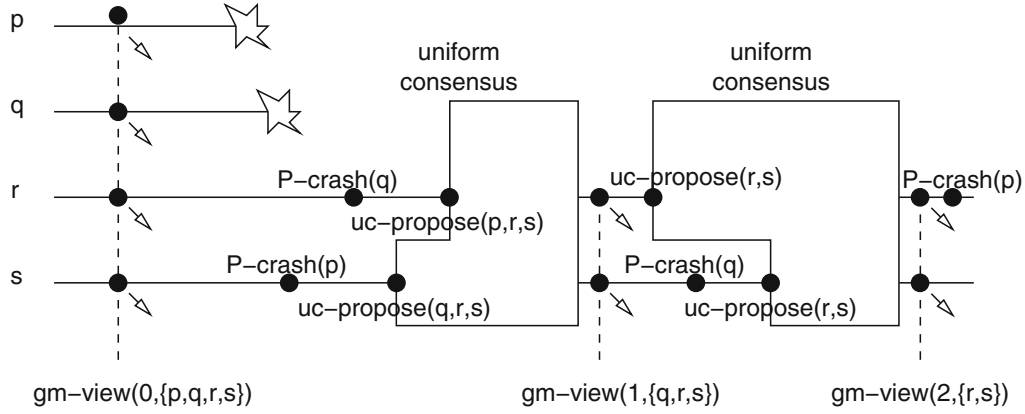 p
uniform
consensus
uniform
consensus
q
r
P−crash(q)
uc−propose(r,s)
P−crash(p)
uc−propose(p,r,s)
s
P−crash(p)
P−crash(q)
uc−propose(q,r,s)
uc−propose(r,s)
gm−view(0,{p,q,r,s})
gm−view(1,{q,r,s})
gm−view(2,{r,s})